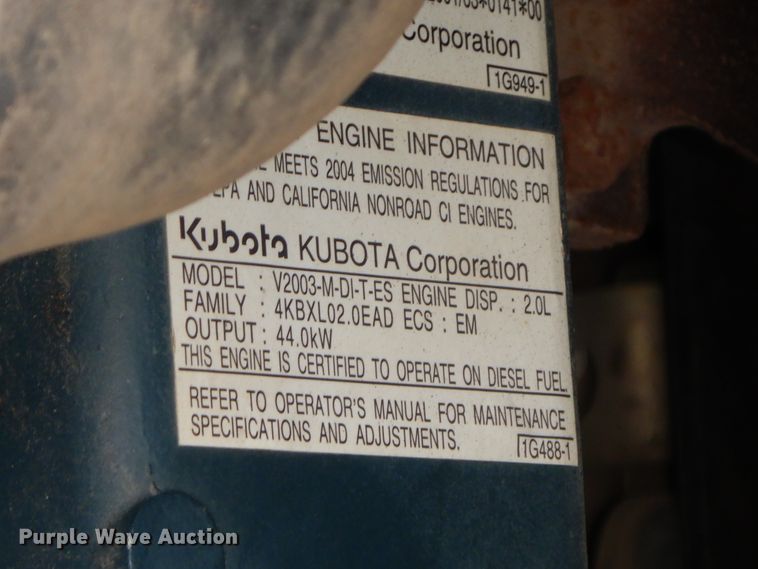 Corporation
1G949-1
ENGINE INFORMATION
MEETS 2004 EMISSION REGULATIONS FOR
EPA AND CALIFORNIA NONROAD CI ENGINES.
Kubota KUBOTA Corporation
MODEL : V2003-M-DI-T-ES ENGINE DISP. : 2.0L
FAMILY : 4KBXL02.0EAD ECS : EM
OUTPUT : 44.0kW
THIS ENGINE IS CERTIFIED TO OPERATE ON DIESEL FUEL.
REFER TO OPERATOR'S MANUAL FOR MAINTENANCE
SPECIFICATIONS AND ADJUSTMENTS.
1G488-1
Purple Wave Auction